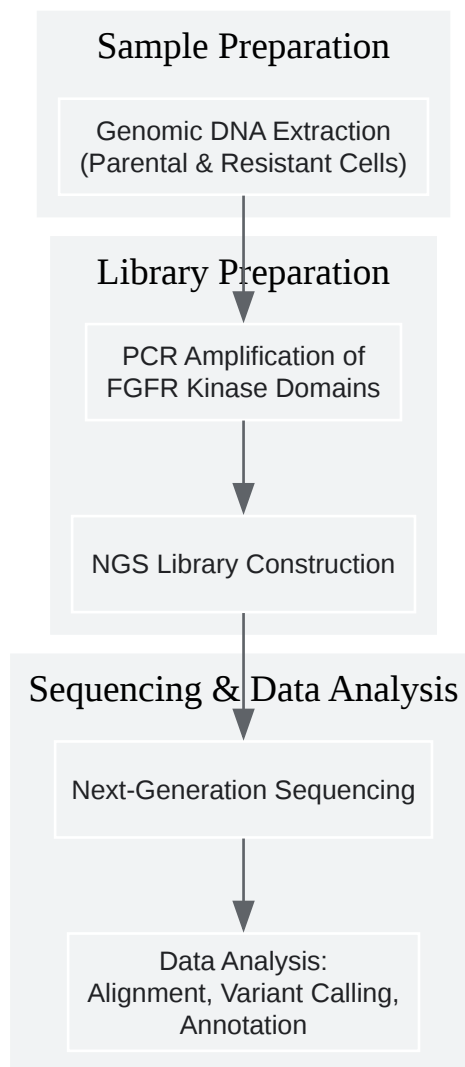 Sample Preparation
Genomic DNA Extraction
(Parental & Resistant Cells)
Library Preparation
PCR Amplification of
FGFR Kinase Domains
NGS Library Construction
Sequencing & Data Analysis
Next-Generation Sequencing
Data Analysis:
Alignment, Variant Calling,
Annotation